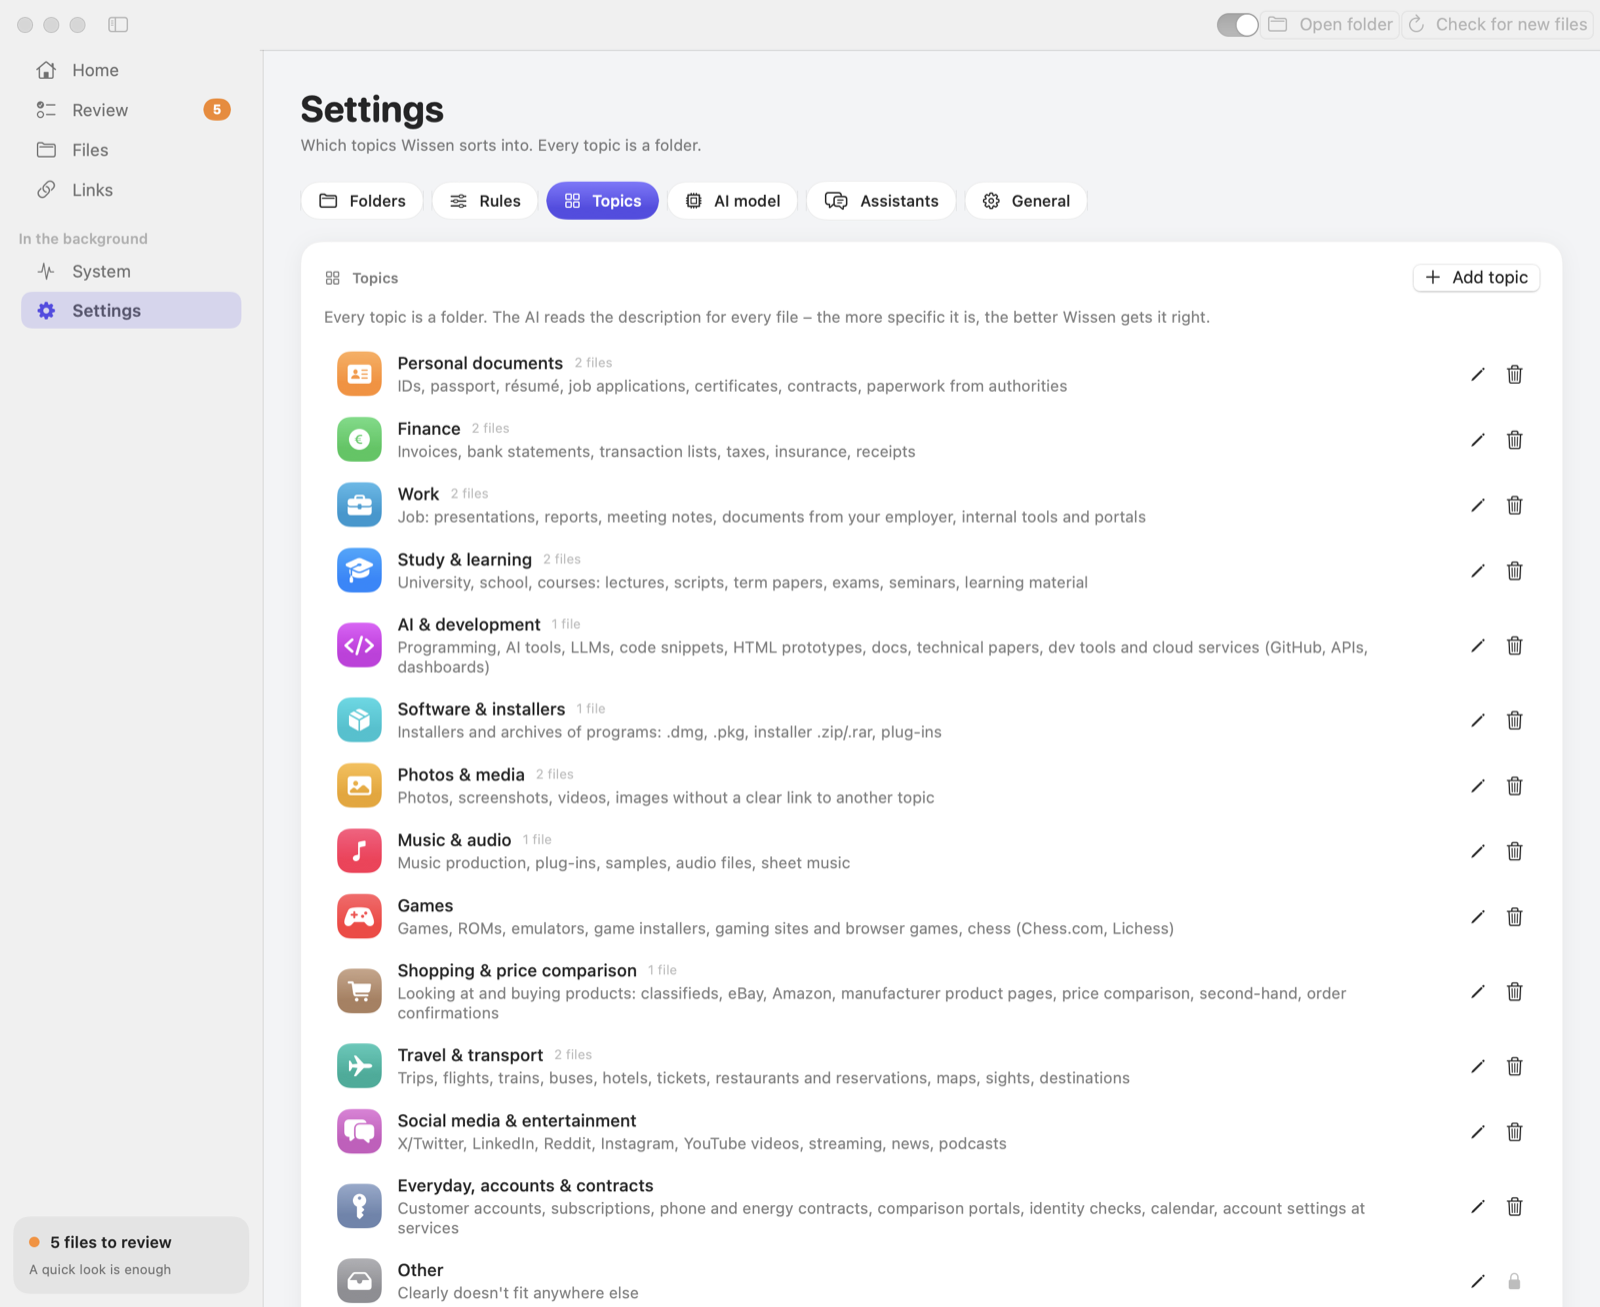 Open folder
Check for new files
Home
Review
5
Files
Links
In the background
System
Settings
5 files to review
A quick look is enough
Settings
Which topics Wissen sorts into. Every topic is a folder.
Folders
Rules
Topics
AI model
Assistants
General
Topics
Add topic
Every topic is a folder. The AI reads the description for every file – the more specific it is, the better Wissen gets it right.
Personal documents 2 files
IDs, passport, résumé, job applications, certificates, contracts, paperwork from authorities
Finance 2 files
Invoices, bank statements, transaction lists, taxes, insurance, receipts
Work 2 files
Job: presentations, reports, meeting notes, documents from your employer, internal tools and portals
Study & learning 2 files
University, school, courses: lectures, scripts, term papers, exams, seminars, learning material
AI & development 1 file
Programming, AI tools, LLMs, code snippets, HTML prototypes, docs, technical papers, dev tools and cloud services (GitHub, APIs,
dashboards)
Software & installers 1 file
Installers and archives of programs: .dmg, .pkg, installer .zip/.rar, plug-ins
Photos & media 2 files
Photos, screenshots, videos, images without a clear link to another topic
Music & audio 1 file
Music production, plug-ins, samples, audio files, sheet music
Games
Games, ROMs, emulators, game installers, gaming sites and browser games, chess (Chess.com, Lichess)
Shopping & price comparison 1 file
Looking at and buying products: classifieds, eBay, Amazon, manufacturer product pages, price comparison, second-hand, order
confirmations
Travel & transport 2 files
Trips, flights, trains, buses, hotels, tickets, restaurants and reservations, maps, sights, destinations
Social media & entertainment
X/Twitter, LinkedIn, Reddit, Instagram, YouTube videos, streaming, news, podcasts
Everyday, accounts & contracts
Customer accounts, subscriptions, phone and energy contracts, comparison portals, identity checks, calendar, account settings at
services
Other
Clearly doesn't fit anywhere else